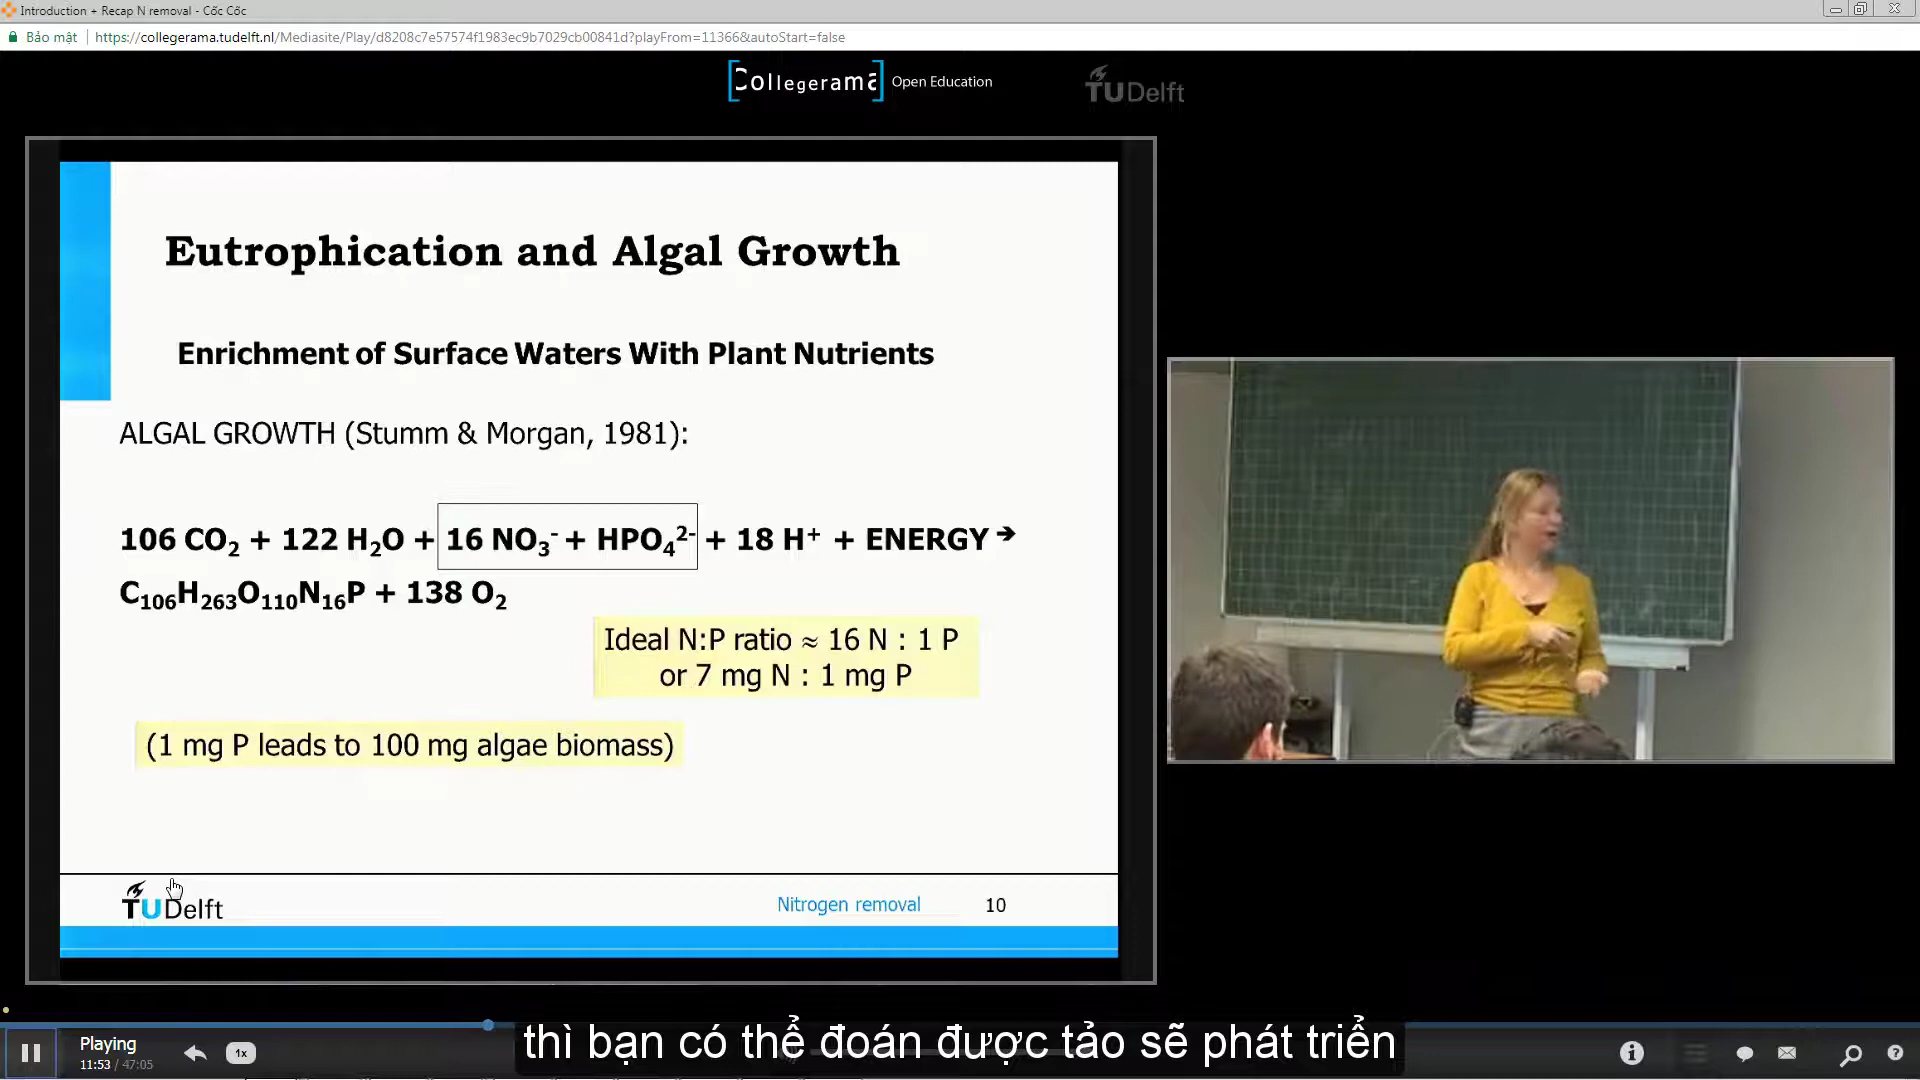 Introduction + Recap N removal - Cốc Cốc
Bảo mật | https://collegerama.tudelft.nl/Mediasite/Play/d8208c7e57574f1983ec9b7029cb00841d?playFrom=11366&autoStart=false
Collegerama Open Education TUDelft
Eutrophication and Algal Growth
Enrichment of Surface Waters With Plant Nutrients
ALGAL GROWTH (Stumm & Morgan, 1981):
106 CO₂ + 122 H₂O + 16 NO₃⁻ + HPO₄²⁻ + 18 H⁺ + ENERGY ➔
C₁₀₆H₂₆₃O₁₁₀N₁₆P + 138 O₂
Ideal N:P ratio ≈ 16 N : 1 P
or 7 mg N : 1 mg P
(1 mg P leads to 100 mg algae biomass)
TUDelft
Nitrogen removal 10
Playing
11:53 / 47:05
1x
thì bạn có thể đoán được tảo sẽ phát triển